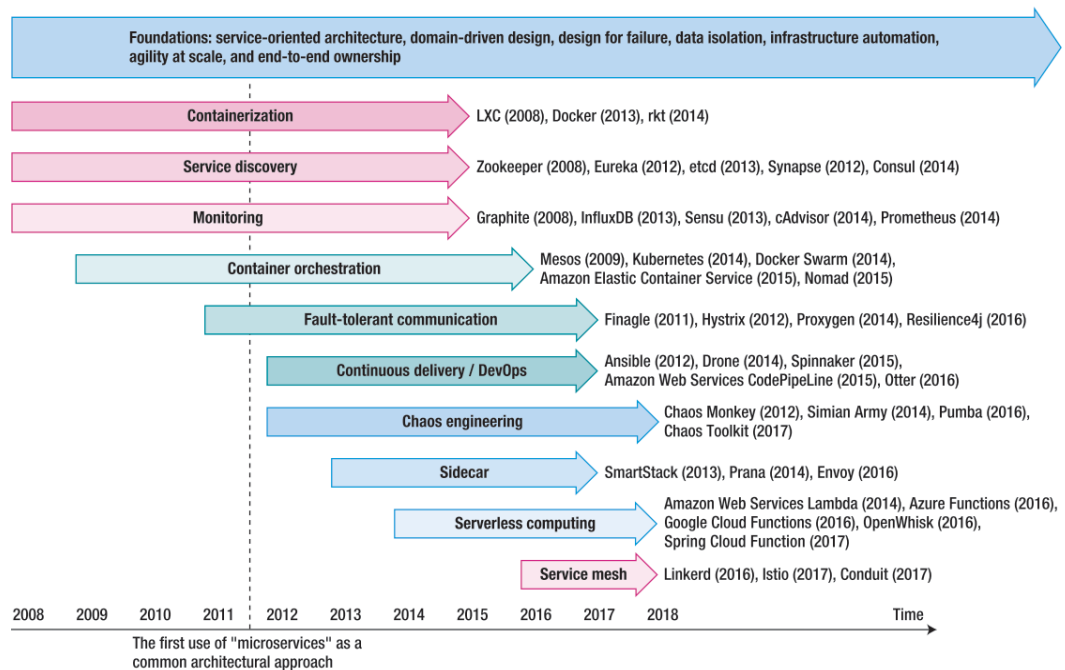 Foundations: service-oriented architecture, domain-driven design, design for failure, data isolation, infrastructure automation,
agility at scale, and end-to-end ownership
Containerization
LXC (2008), Docker (2013), rkt (2014)
Service discovery
Zookeeper (2008), Eureka (2012), etcd (2013), Synapse (2012), Consul (2014)
Monitoring
Graphite (2008), InfluxDB (2013), Sensu (2013), cAdvisor (2014), Prometheus (2014)
Container orchestration
Mesos (2009), Kubernetes (2014), Docker Swarm (2014),
Amazon Elastic Container Service (2015), Nomad (2015)
Fault-tolerant communication
Finagle (2011), Hystrix (2012), Proxygen (2014), Resilience4j (2016)
Continuous delivery / DevOps
Ansible (2012), Drone (2014), Spinnaker (2015),
Amazon Web Services CodePipeLine (2015), Otter (2016)
Chaos engineering
Chaos Monkey (2012), Simian Army (2014), Pumba (2016),
Chaos Toolkit (2017)
Sidecar
SmartStack (2013), Prana (2014), Envoy (2016)
Serverless computing
Amazon Web Services Lambda (2014), Azure Functions (2016),
Google Cloud Functions (2016), OpenWhisk (2016),
Spring Cloud Function (2017)
Service mesh
Linkerd (2016), Istio (2017), Conduit (2017)
2008 2009 2010 2011 2012 2013 2014 2015 2016 2017 2018 Time
The first use of "microservices" as a
common architectural approach